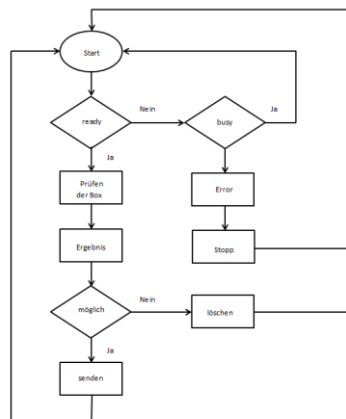 Start
ready
Nein
busy
Ja
Ja
Prüfen
der Box
Error
Ergebnis
Stopp
möglich
Nein
löschen
Ja
senden